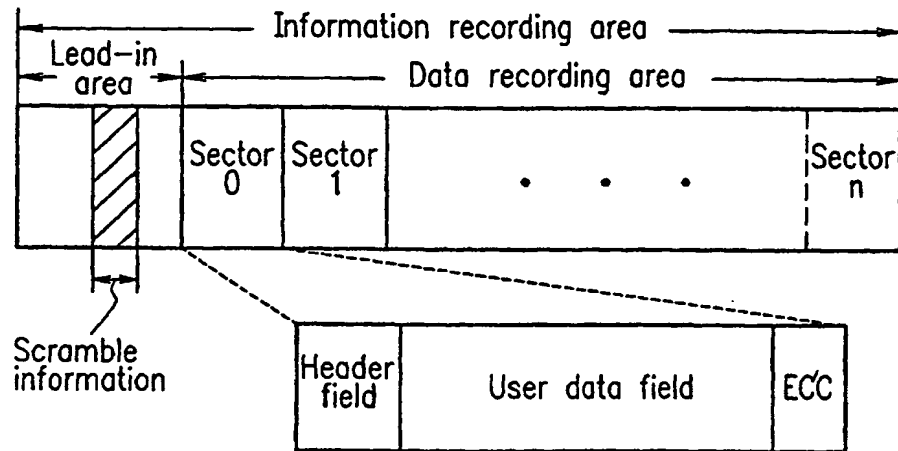 Information recording area
Lead-in
area
Data recording area
Sector
0
Sector
1
Sector
n
Scramble
information
Header
field
User data field
ECC